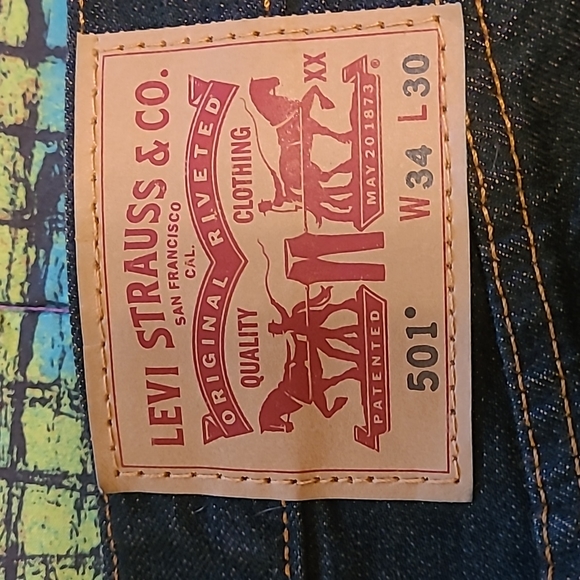 LEVI STRAUSS & CO.
SAN FRANCISCO
CAL.
ORIGINAL RIVETED
QUALITY CLOTHING
XX
PATENTED MAY 20 1873 ®
501® W 34 L 30